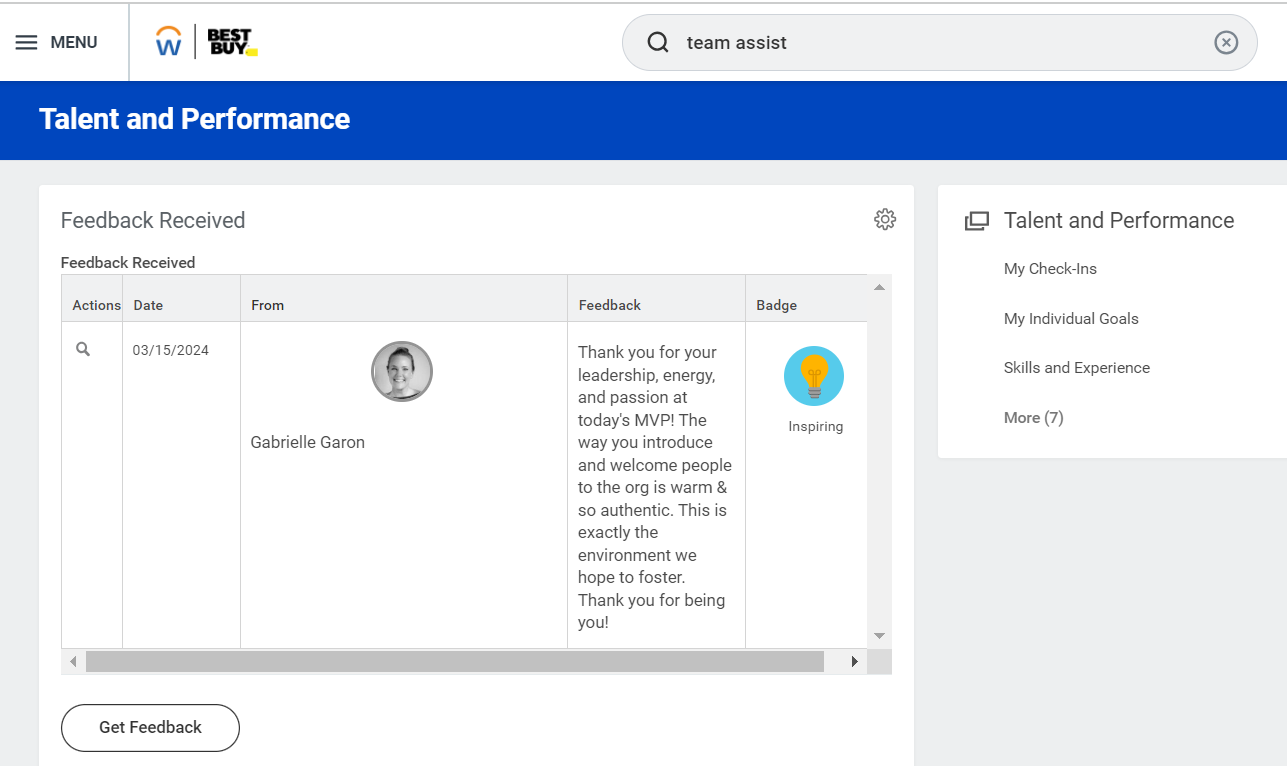 MENU
W
BEST
BUY
team assist
Talent and Performance
Feedback Received
Feedback Received
Actions Date From Feedback Badge
03/15/2024
Gabrielle Garon
Thank you for your
leadership, energy,
and passion at
today's MVP! The
way you introduce
and welcome people
to the org is warm &
so authentic. This is
exactly the
environment we
hope to foster.
Thank you for being
you!
Inspiring
Get Feedback
Talent and Performance
My Check-Ins
My Individual Goals
Skills and Experience
More (7)